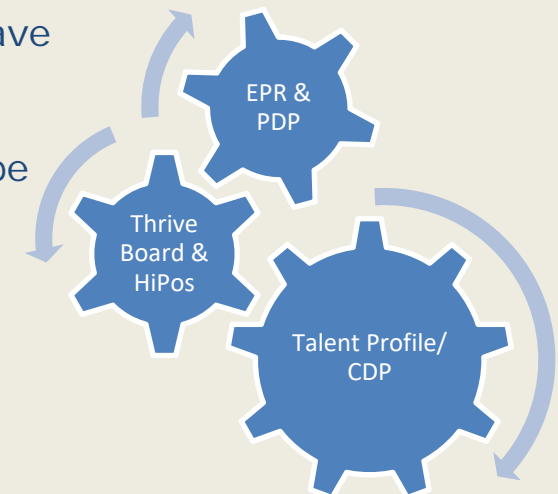 ave
EPR &
PDP
pe
Thrive
Board &
HiPos
Talent Profile/
CDP